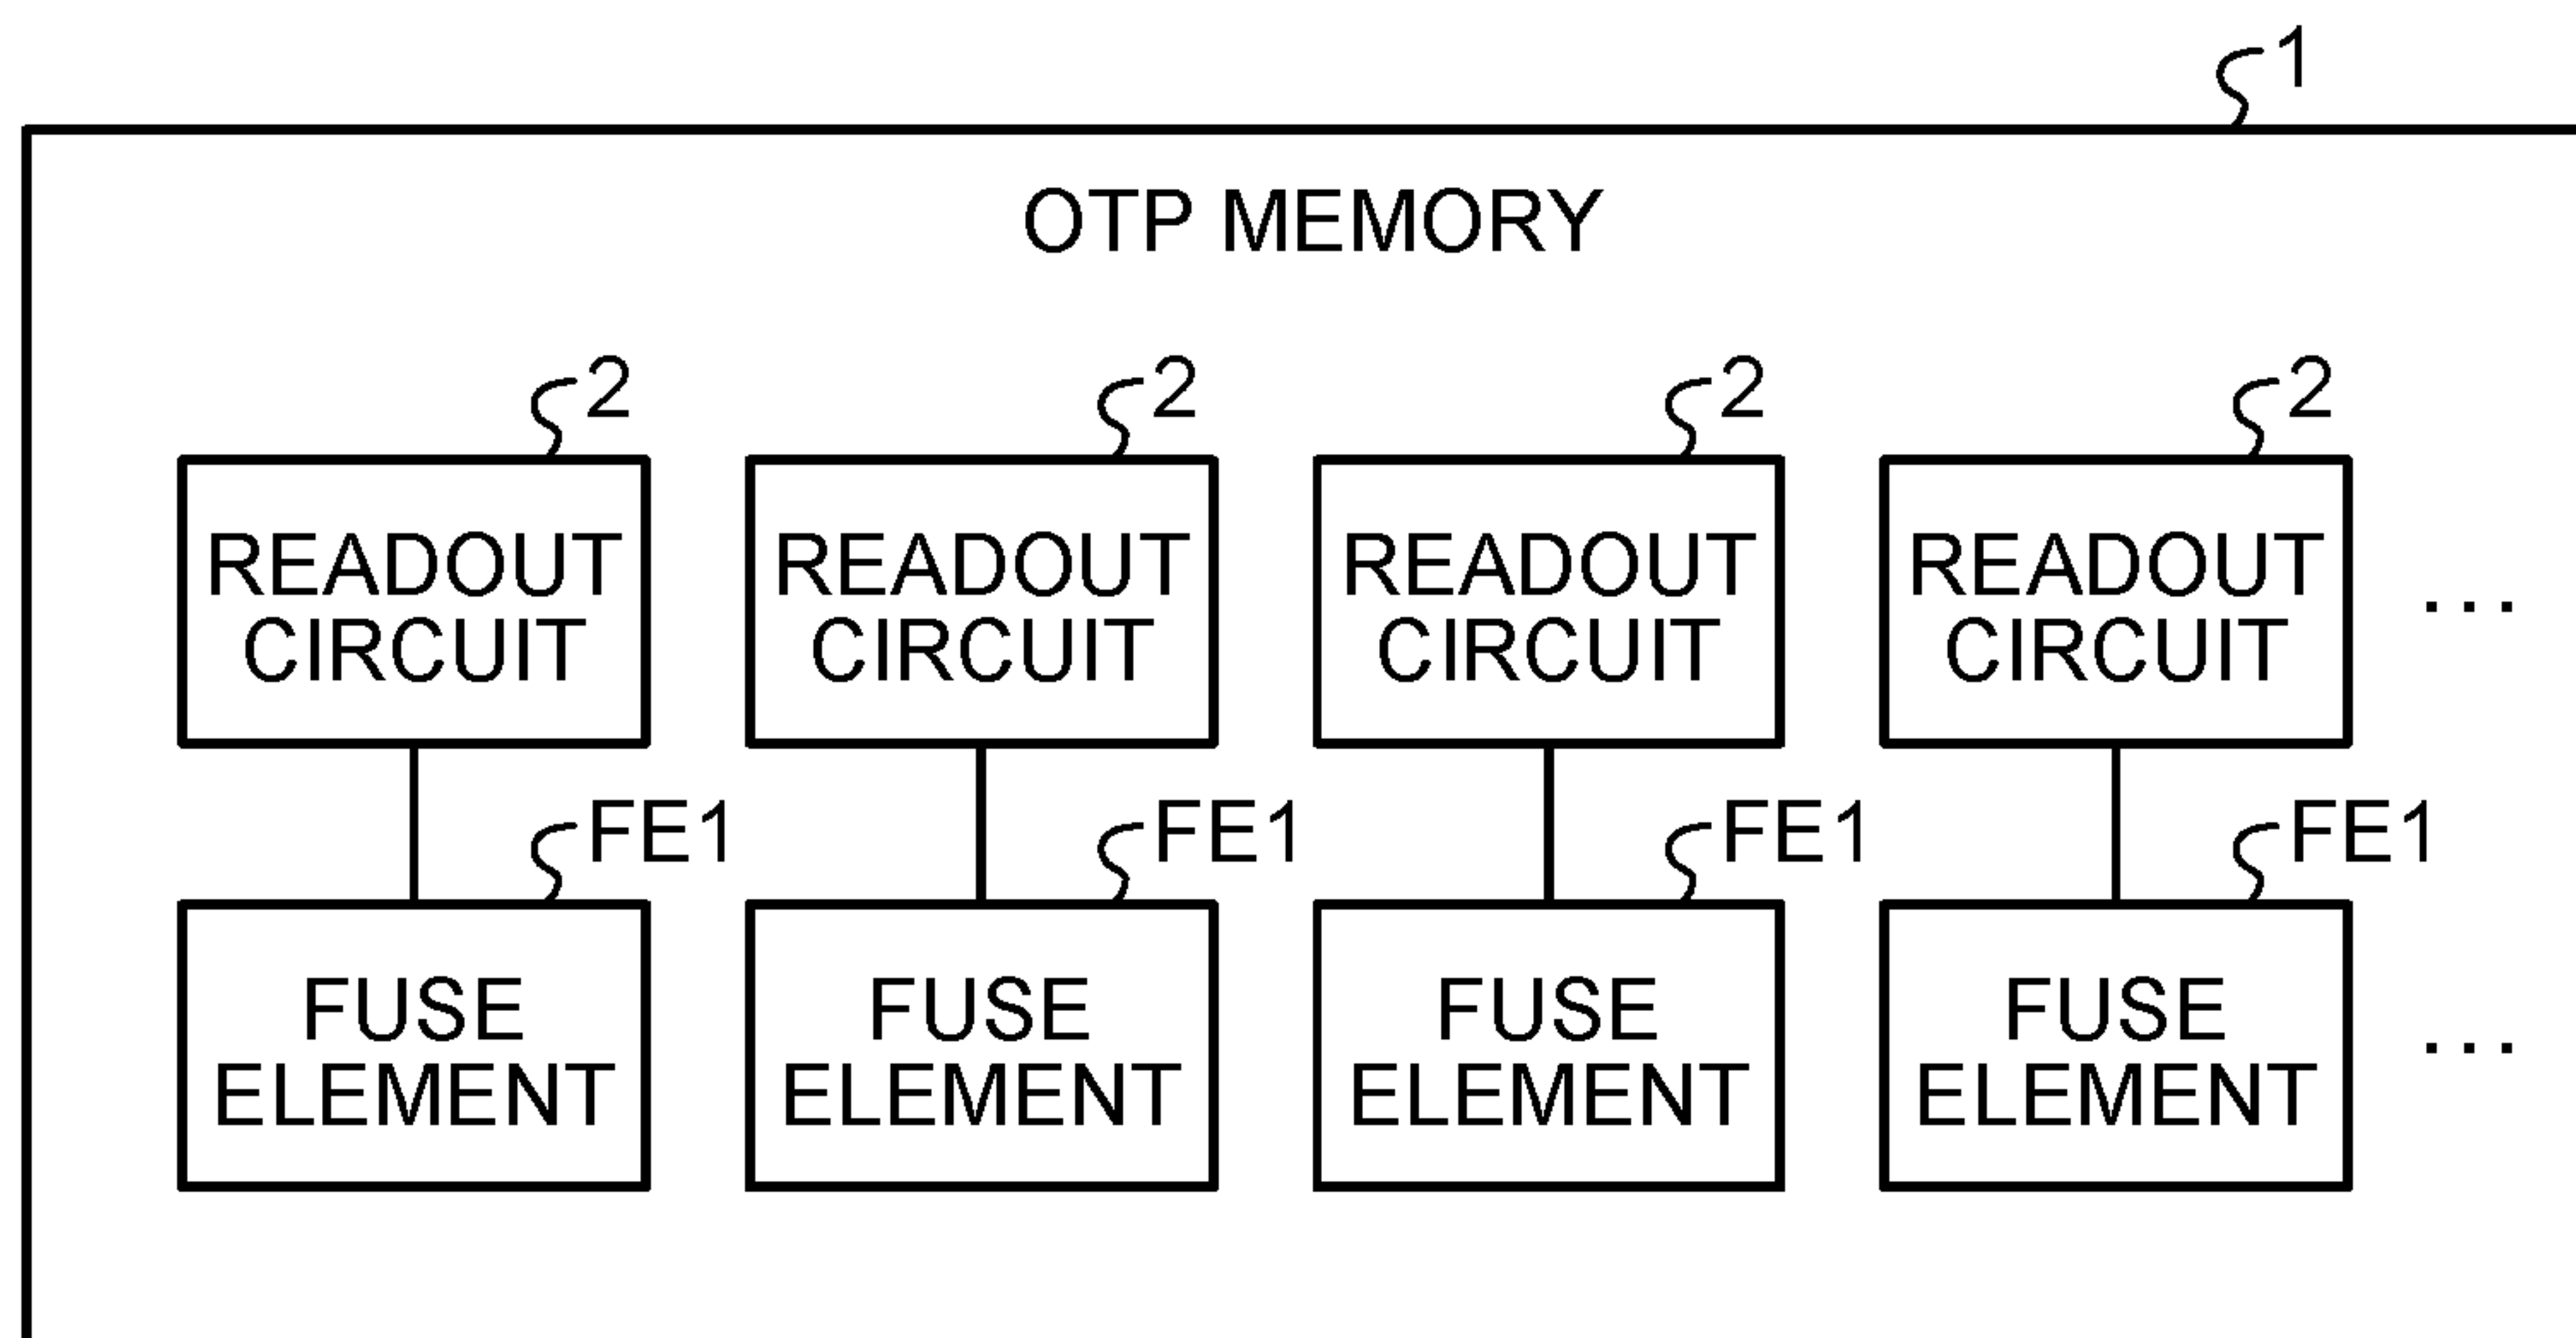 1
OTP MEMORY
2 2 2 2
READOUT READOUT READOUT READOUT
CIRCUIT CIRCUIT CIRCUIT CIRCUIT
...
FE1 FE1 FE1 FE1
FUSE FUSE FUSE FUSE
ELEMENT ELEMENT ELEMENT ELEMENT
...